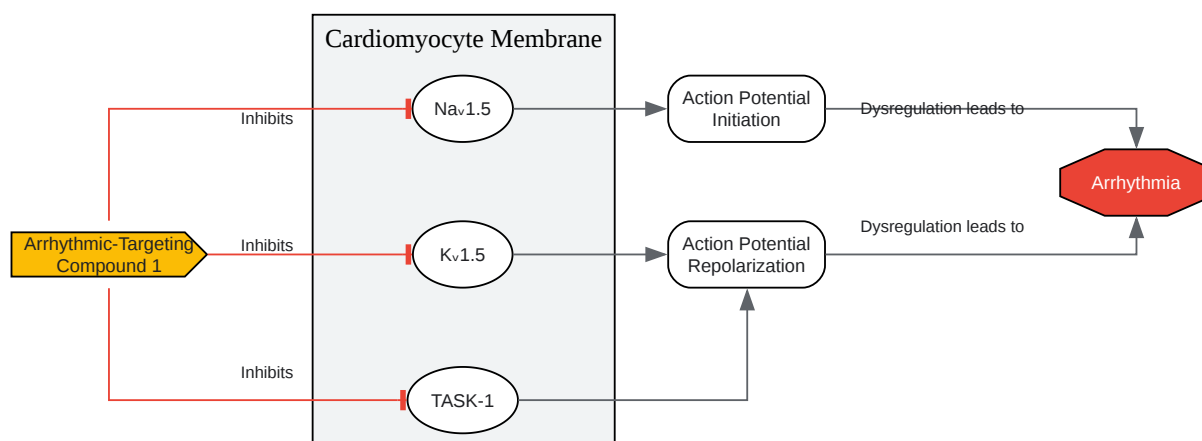 Cardiomyocyte Membrane
Inhibits
Naᵥ1.5
Action Potential
Initiation
Dysregulation leads to
Arrhythmia
Arrhythmic-Targeting
Compound 1
Inhibits
Kᵥ1.5
Action Potential
Repolarization
Dysregulation leads to
Inhibits
TASK-1